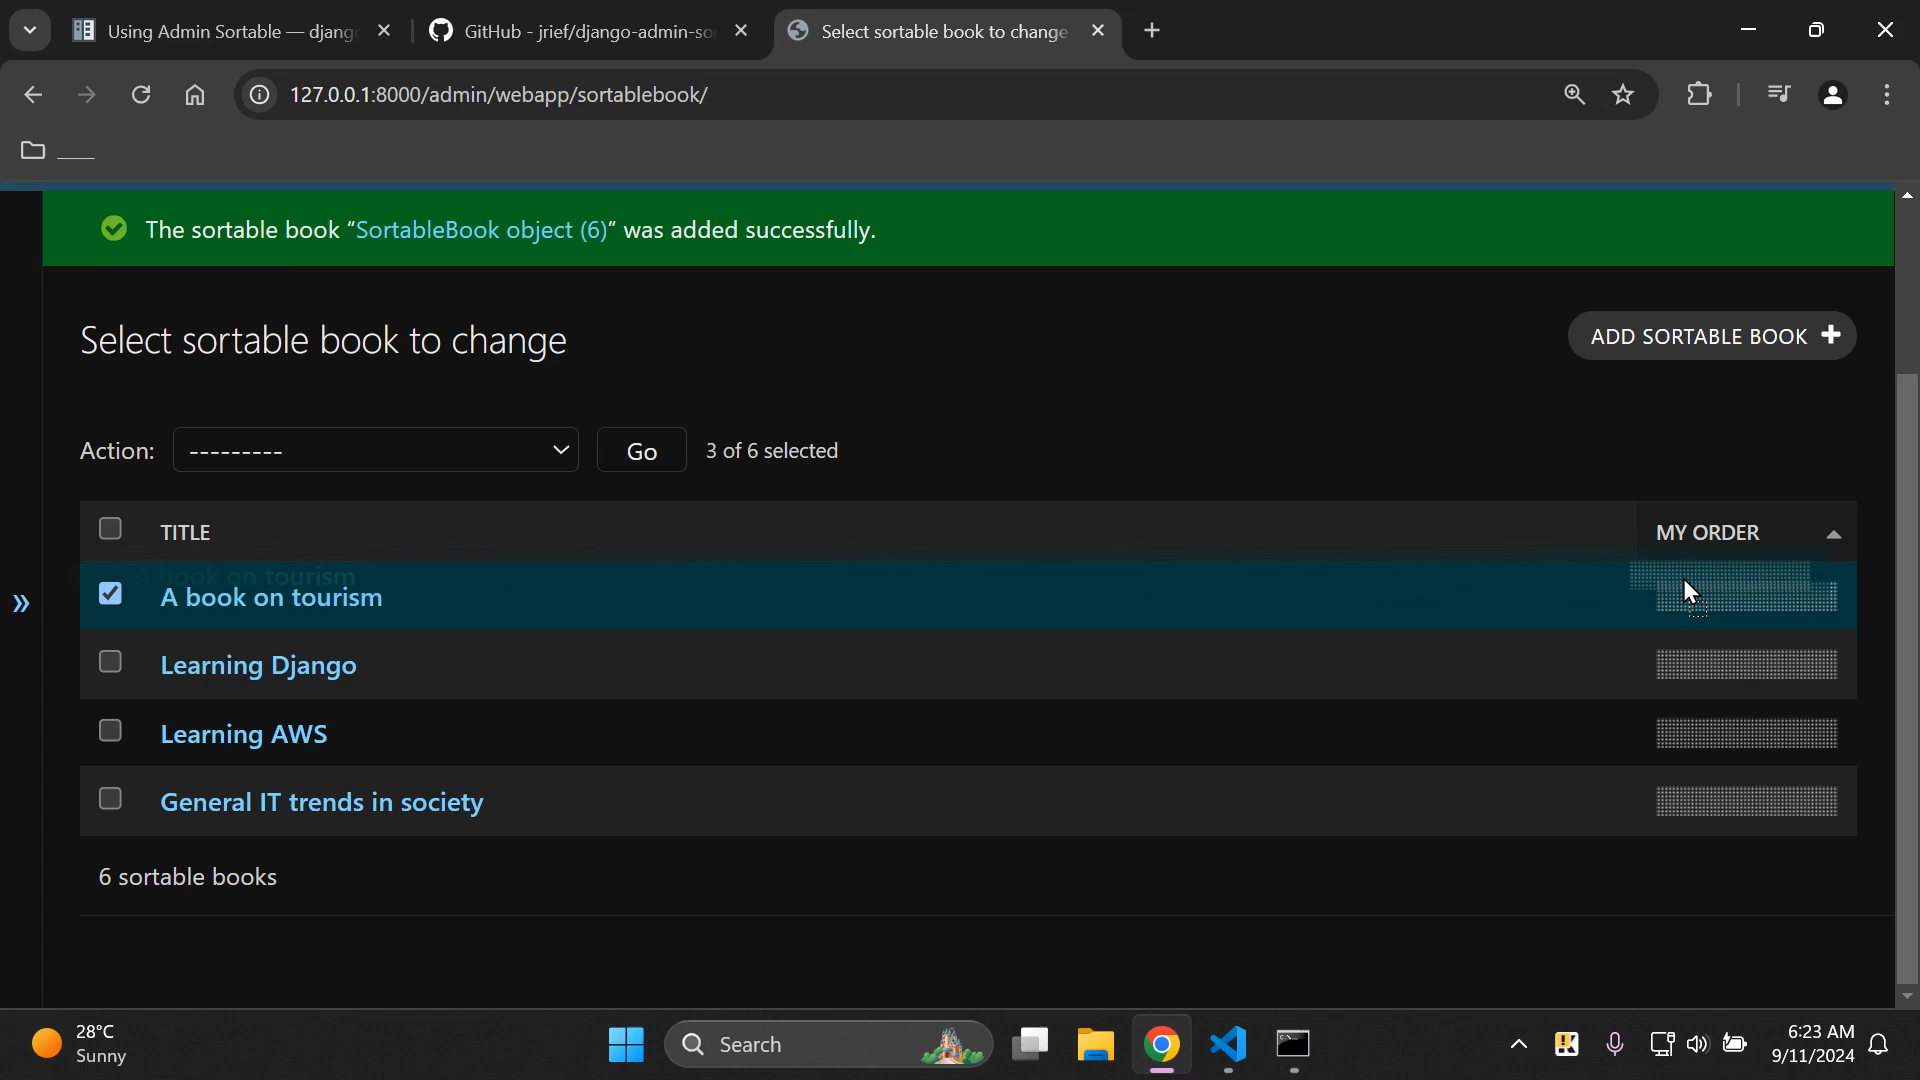 Using Admin Sortable — djang
GitHub - jrief/django-admin-so
Select sortable book to change
127.0.0.1:8000/admin/webapp/sortablebook/
The sortable book “SortableBook object (6)” was added successfully.
Select sortable book to change
ADD SORTABLE BOOK
Action:
---------
Go
3 of 6 selected
TITLE
MY ORDER
A book on tourism
A book on tourism
Learning Django
Learning AWS
General IT trends in society
6 sortable books
28°C
Sunny
Search
6:23 AM
9/11/2024